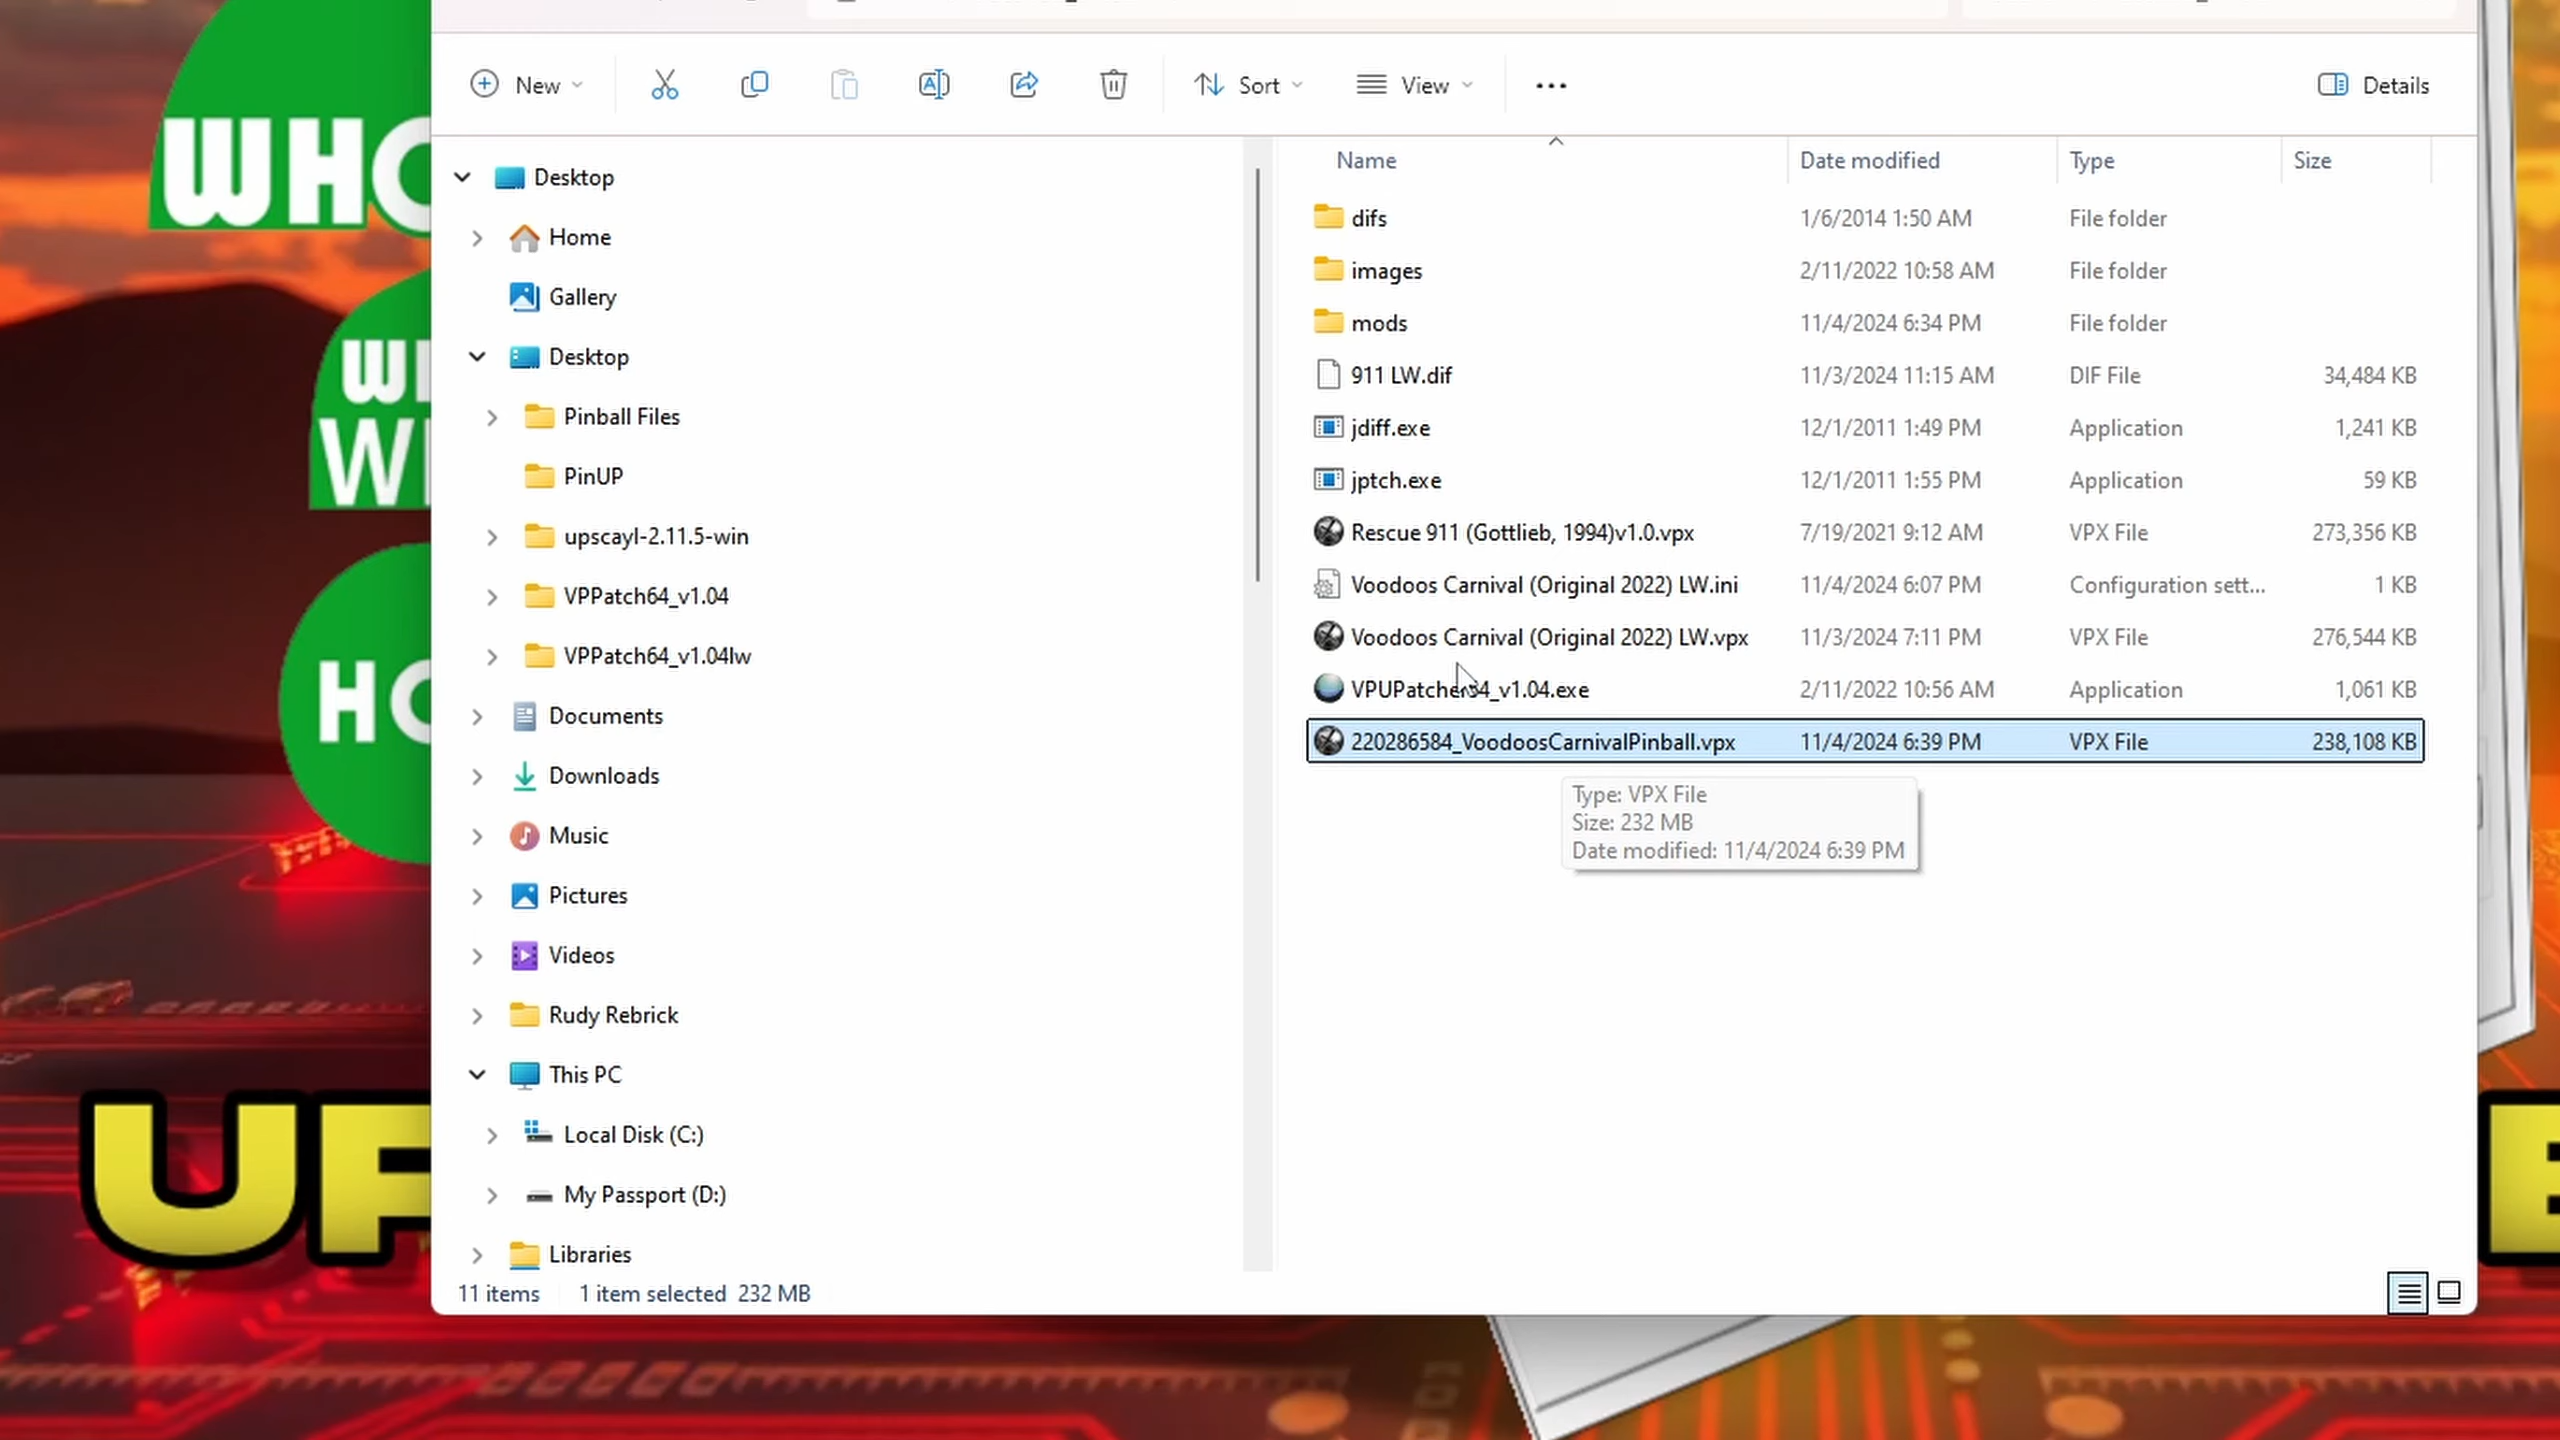 New
Sort
View
Details
Desktop
Home
Gallery
Desktop
Pinball Files
PinUP
upscayl-2.11.5-win
VPPatch64_v1.04
VPPatch64_v1.04lw
Documents
Downloads
Music
Pictures
Videos
Rudy Rebrick
This PC
Local Disk (C:)
My Passport (D:)
Libraries
Name Date modified Type Size
difs 1/6/2014 1:50 AM File folder
images 2/11/2022 10:58 AM File folder
mods 11/4/2024 6:34 PM File folder
911 LW.dif 11/3/2024 11:15 AM DIF File 34,484 KB
jdiff.exe 12/1/2011 1:49 PM Application 1,241 KB
jptch.exe 12/1/2011 1:55 PM Application 59 KB
Rescue 911 (Gottlieb, 1994)v1.0.vpx 7/19/2021 9:12 AM VPX File 273,356 KB
Voodoos Carnival (Original 2022) LW.ini 11/4/2024 6:07 PM Configuration sett... 1 KB
Voodoos Carnival (Original 2022) LW.vpx 11/3/2024 7:11 PM VPX File 276,544 KB
VPUPatcher64_v1.04.exe 2/11/2022 10:56 AM Application 1,061 KB
220286584_VoodoosCarnivalPinball.vpx 11/4/2024 6:39 PM VPX File 238,108 KB
Type: VPX File
Size: 232 MB
Date modified: 11/4/2024 6:39 PM
11 items 1 item selected 232 MB